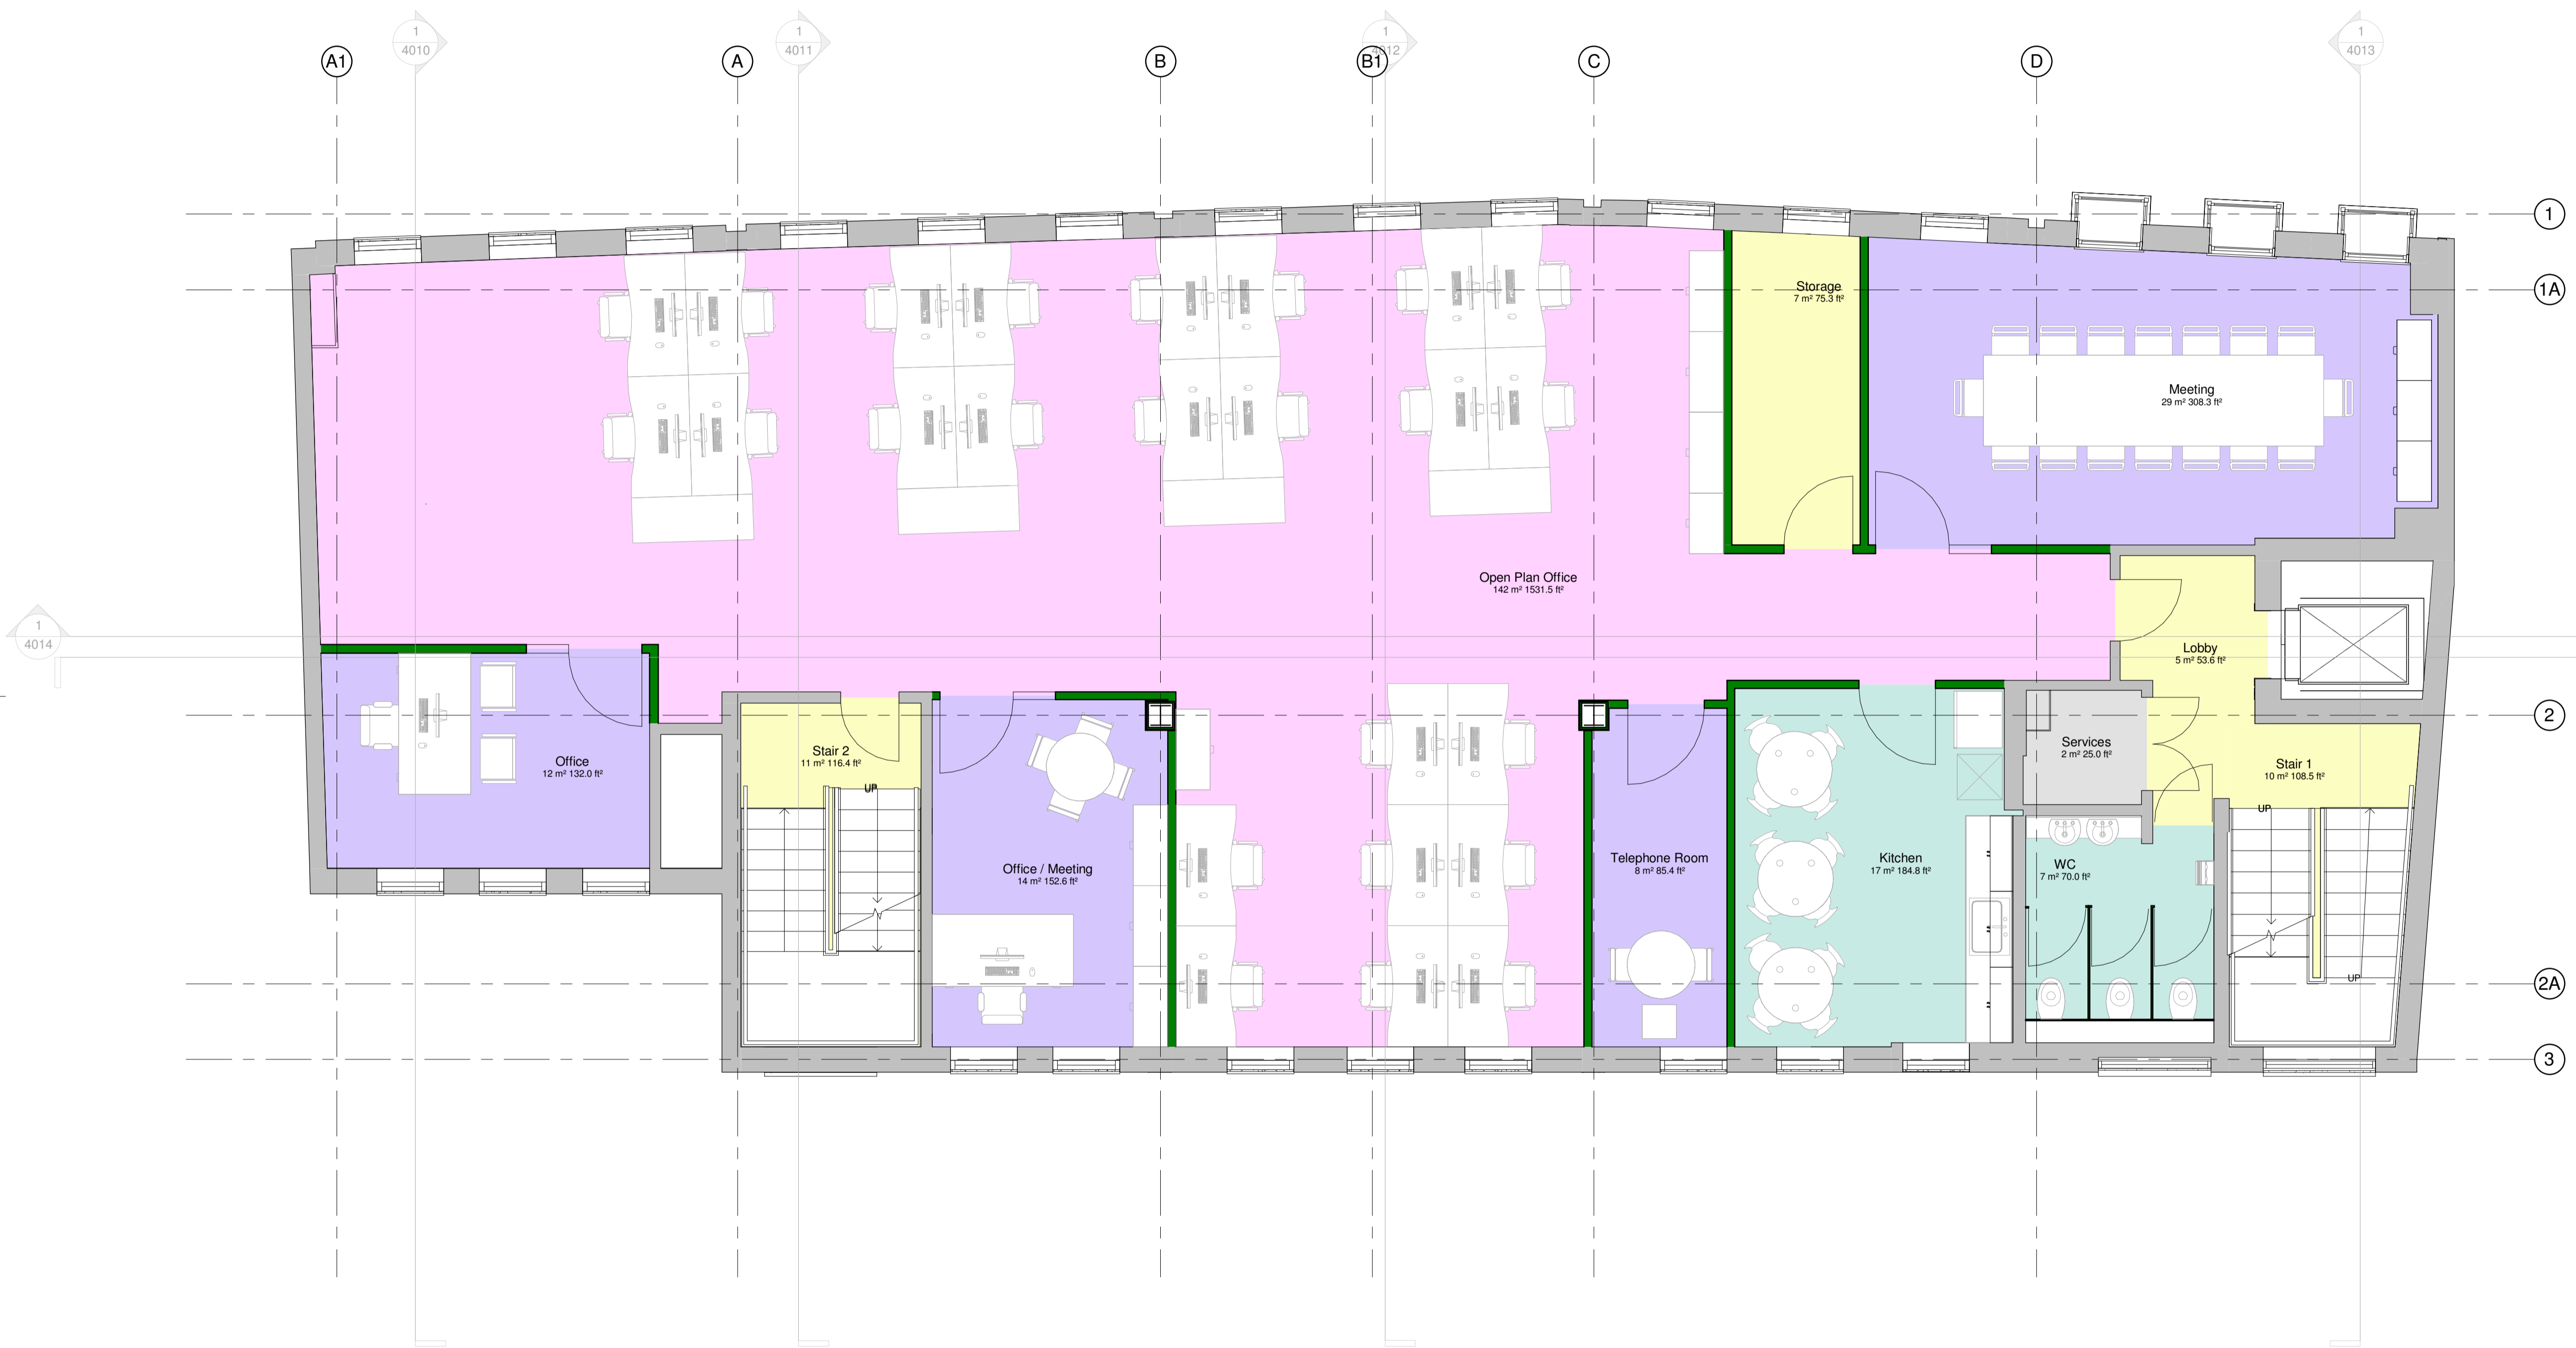 1
4010
1
4011
1
4012
1
4013
A1
A
B
B1
C
D
1
1A
Storage
7 m² 75.3 ft²
Meeting
29 m² 308.3 ft²
Open Plan Office
142 m² 1531.5 ft²
1
4014
Lobby
5 m² 53.6 ft²
2
Services
2 m² 25.0 ft²
Stair 2
11 m² 116.4 ft²
UP
Office
12 m² 132.0 ft²
Stair 1
10 m² 108.5 ft²
UP
Office / Meeting
14 m² 152.6 ft²
Telephone Room
8 m² 85.4 ft²
Kitchen
17 m² 184.8 ft²
WC
7 m² 70.0 ft²
UP
2A
3